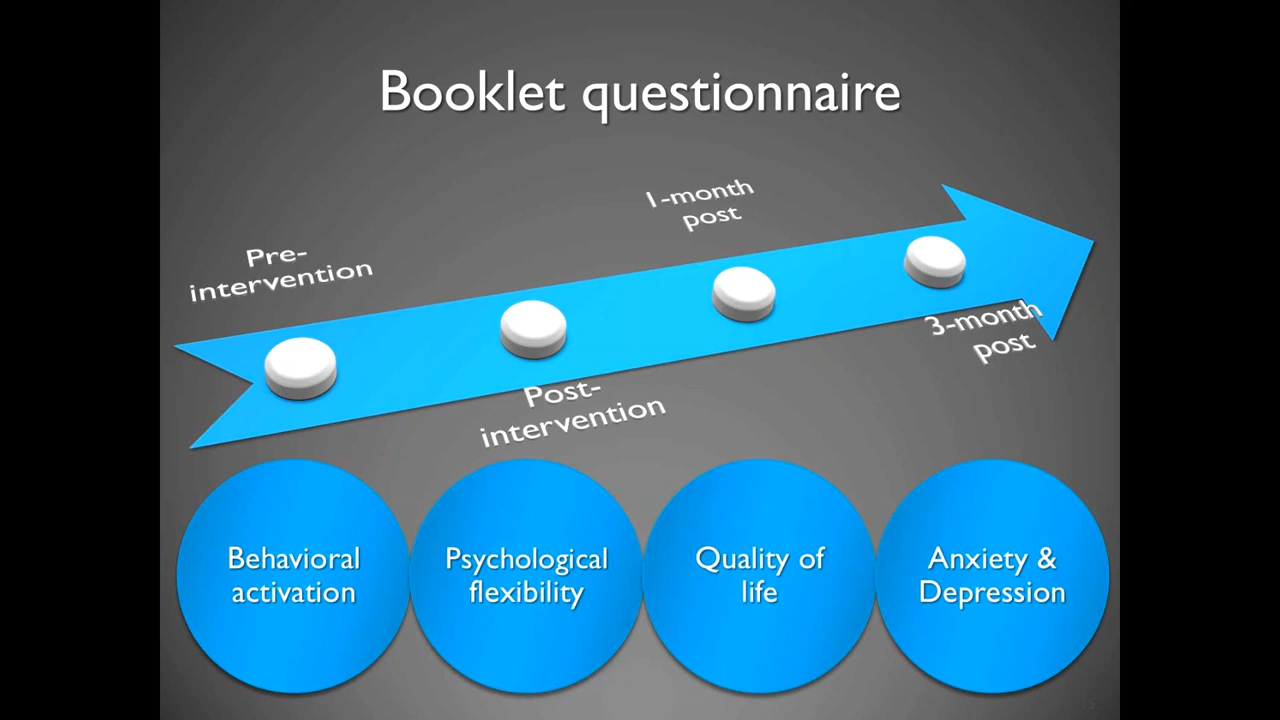 Booklet questionnaire
1-month
post
Pre-
intervention
3-month
post
Post-
intervention
Behavioral
activation
Psychological
flexibility
Quality of
life
Anxiety &
Depression